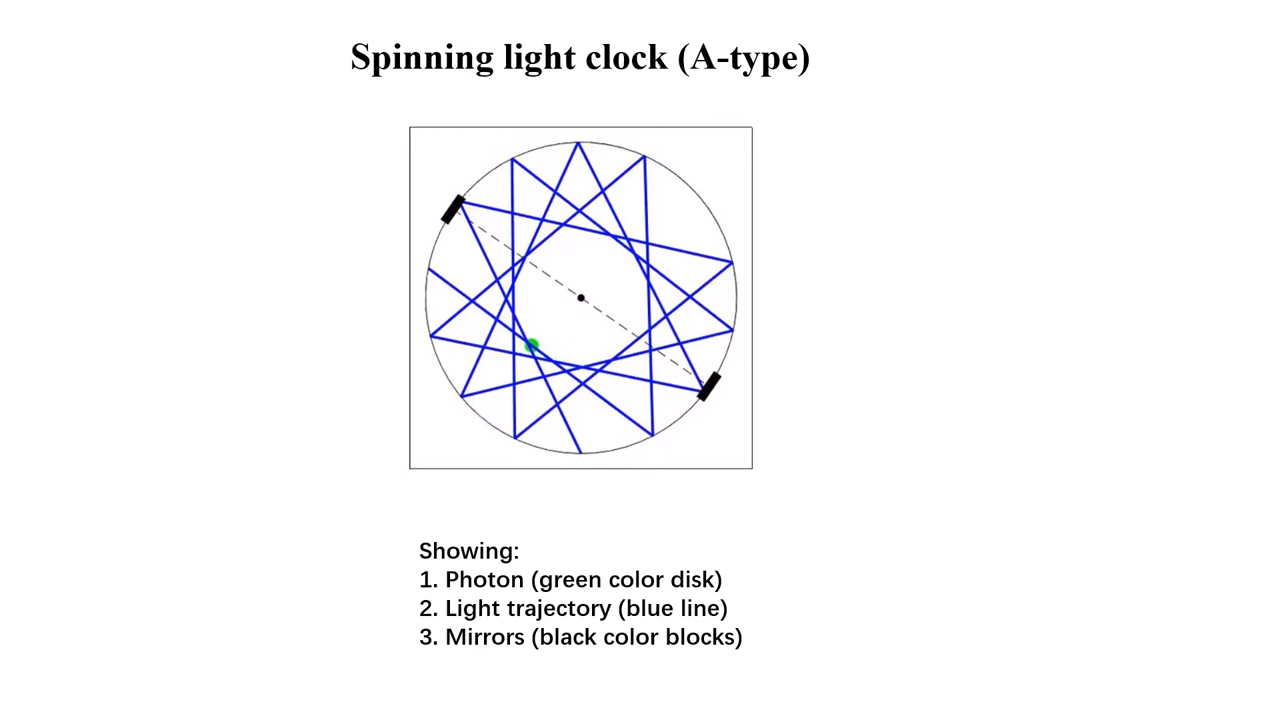 Spinning light clock (A-type)
Showing:
1. Photon (green color disk)
2. Light trajectory (blue line)
3. Mirrors (black color blocks)